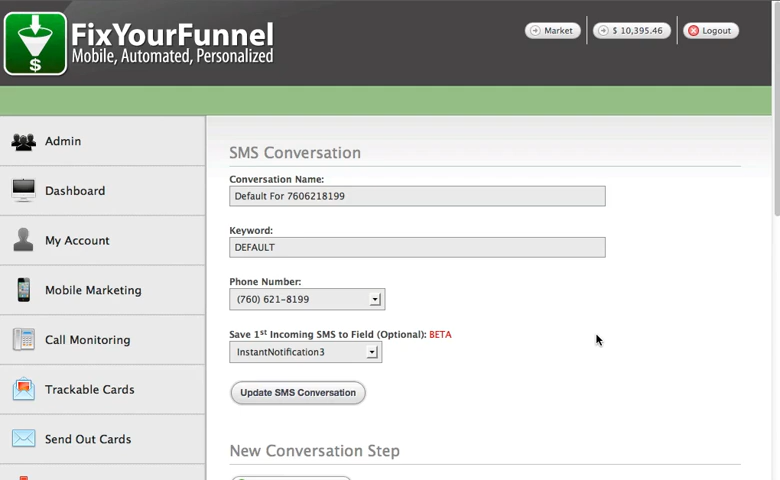 FixYourFunnel
Mobile, Automated, Personalized
$
Market
$ 10,395.46
Logout
Admin
Dashboard
My Account
Mobile Marketing
Call Monitoring
Trackable Cards
Send Out Cards
SMS Conversation
Conversation Name:
Default For 7606218199
Keyword:
DEFAULT
Phone Number:
(760) 621-8199
Save 1st Incoming SMS to Field (Optional): BETA
InstantNotification3
Update SMS Conversation
New Conversation Step